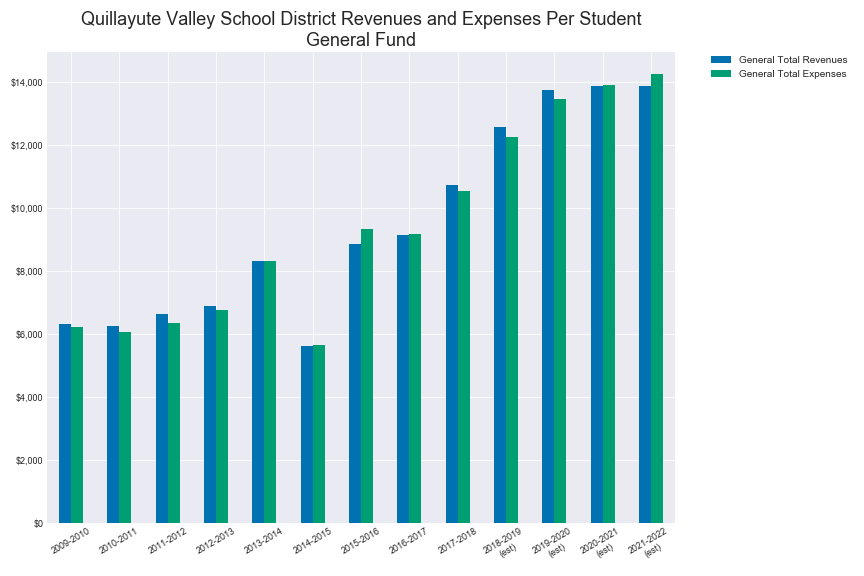 Quillayute Valley School District Revenues and Expenses Per Student
General Fund
General Total Revenues
General Total Expenses
$14,000
$12,000
$10,000
$8,000
$6,000
$4,000
$2,000
$0
2009-2010
2010-2011
2011-2012
2012-2013
2013-2014
2014-2015
2015-2016
2016-2017
2017-2018
2018-2019
(est)
2019-2020
(est)
2020-2021
(est)
2021-2022
(est)